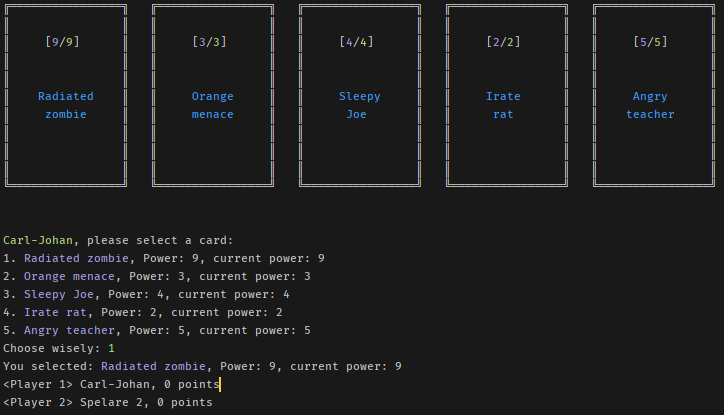 [9/9] [3/3] [4/4] [2/2] [5/5]
Radiated Orange Sleepy Irate Angry
zombie menace Joe rat teacher
Carl-Johan, please select a card:
1. Radiated zombie, Power: 9, current power: 9
2. Orange menace, Power: 3, current power: 3
3. Sleepy Joe, Power: 4, current power: 4
4. Irate rat, Power: 2, current power: 2
5. Angry teacher, Power: 5, current power: 5
Choose wisely: 1
You selected: Radiated zombie, Power: 9, current power: 9
<Player 1> Carl-Johan, 0 points
<Player 2> Spelare 2, 0 points